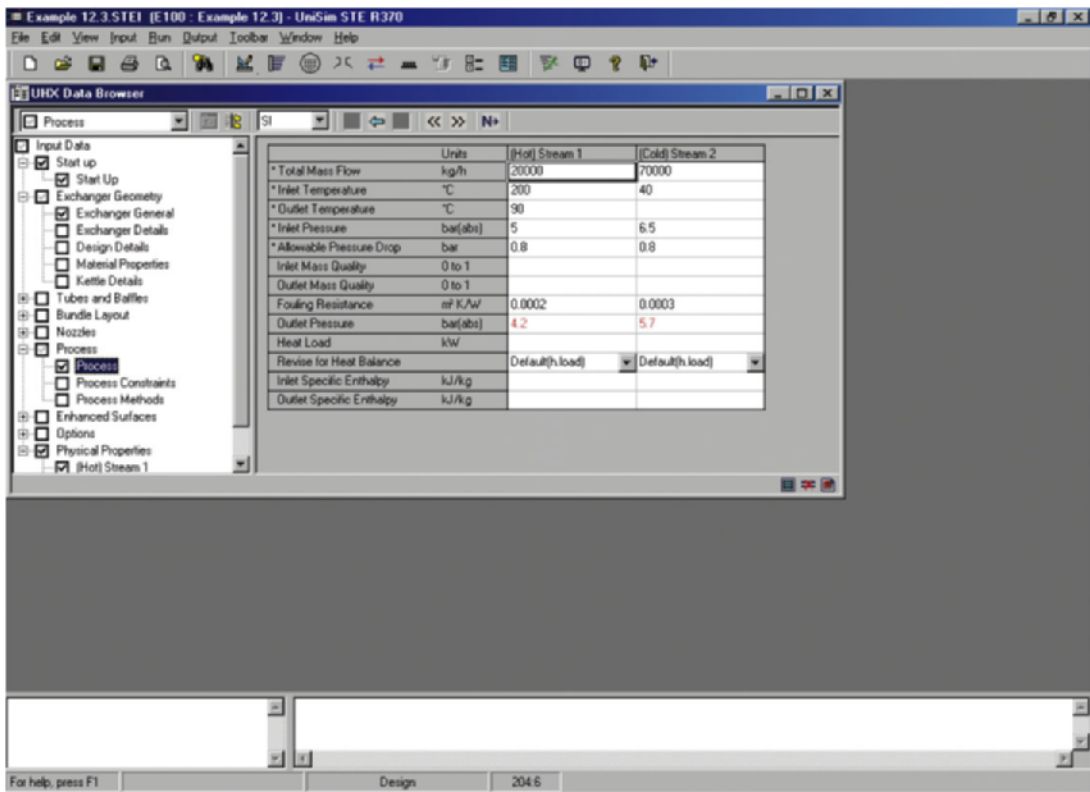 Example 12.3.STEI (E100 : Example 12.3) - UniSim STE R370
File Edit View Input Run Output Toolbar Window Help
UHX Data Browser
Process SI
Input Data
Start up
Start Up
Exchanger Geometry
Exchanger General
Exchanger Details
Design Details
Material Properties
Kettle Details
Tubes and Baffles
Bundle Layout
Nozzles
Process
Process
Process Constraints
Process Methods
Enhanced Surfaces
Options
Physical Properties
(Hot) Stream 1
Units (Hot) Stream 1 (Cold) Stream 2
* Total Mass Flow kg/h 20000 70000
* Inlet Temperature °C 200 40
* Outlet Temperature °C 90
* Inlet Pressure bar(abs) 5 6.5
* Allowable Pressure Drop bar 0.8 0.8
Inlet Mass Quality 0 to 1
Outlet Mass Quality 0 to 1
Fouling Resistance m² K/W 0.0002 0.0003
Outlet Pressure bar(abs) 4.2 5.7
Heat Load kW
Revise for Heat Balance Default(h.load) Default(h.load)
Inlet Specific Enthalpy kJ/kg
Outlet Specific Enthalpy kJ/kg
For help, press F1 Design 204:6